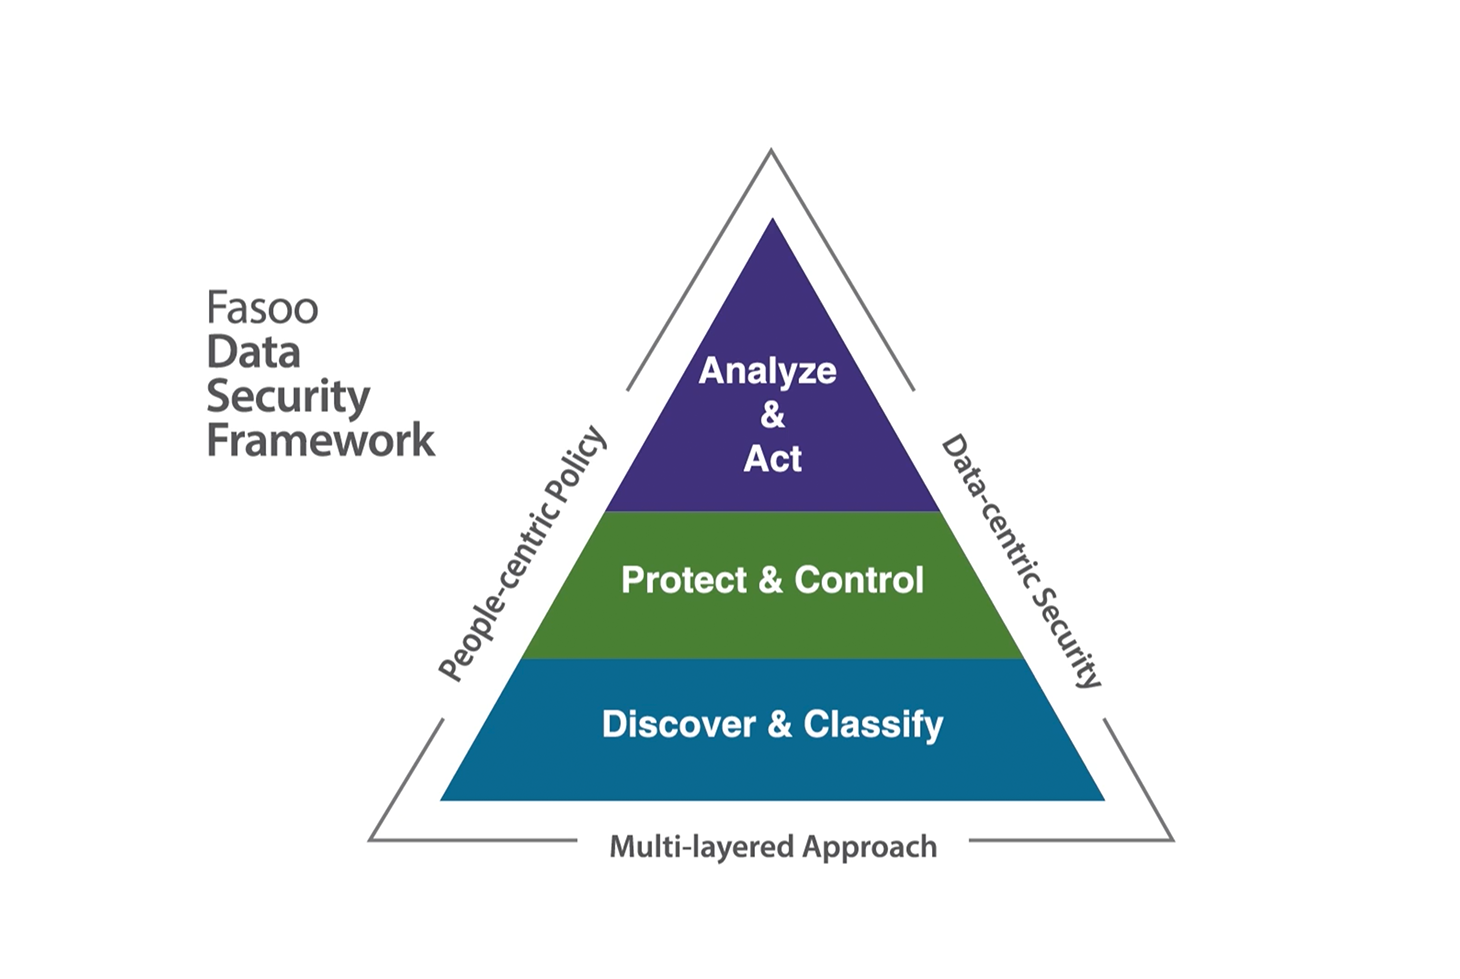 Fasoo
Data
Security
Framework
Analyze
&
Act
Protect & Control
Discover & Classify
People-centric Policy
Data-centric Security
Multi-layered Approach